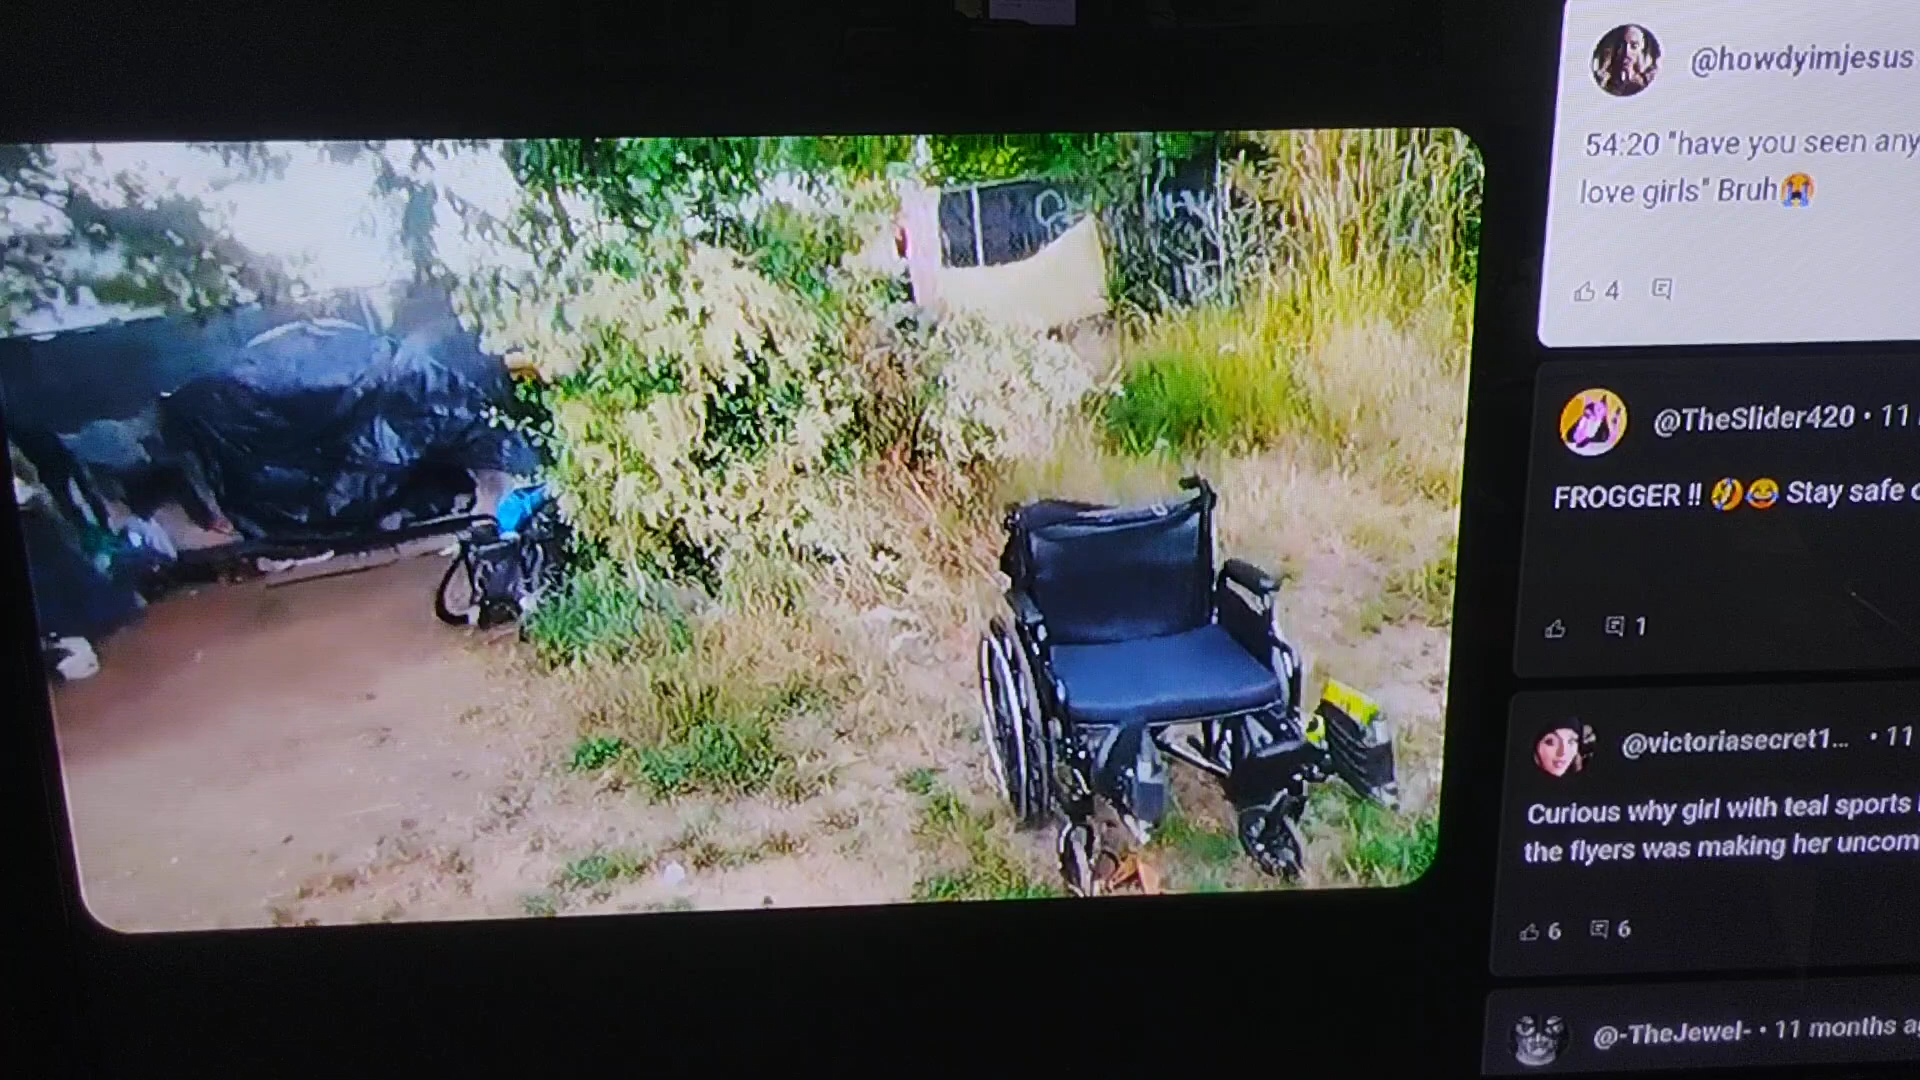 @howdyimjesus
54:20 "have you seen any
love girls" Bruh😭
4
@TheSlider420 • 11
FROGGER !! 🤣😂 Stay safe
1
@victoriasecret1... • 11
Curious why girl with teal sports
the flyers was making her uncom
6 6
@-TheJewel- • 11 months a